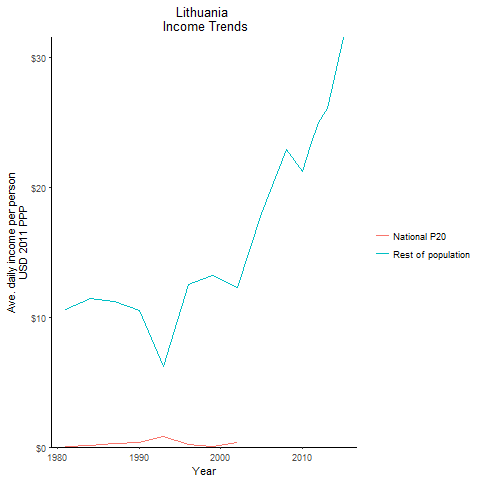 Lithuania
Income Trends
Ave. daily income per person
USD 2011 PPP
$30
$20
$10
$0
1980 1990 2000 2010
Year
National P20
Rest of population